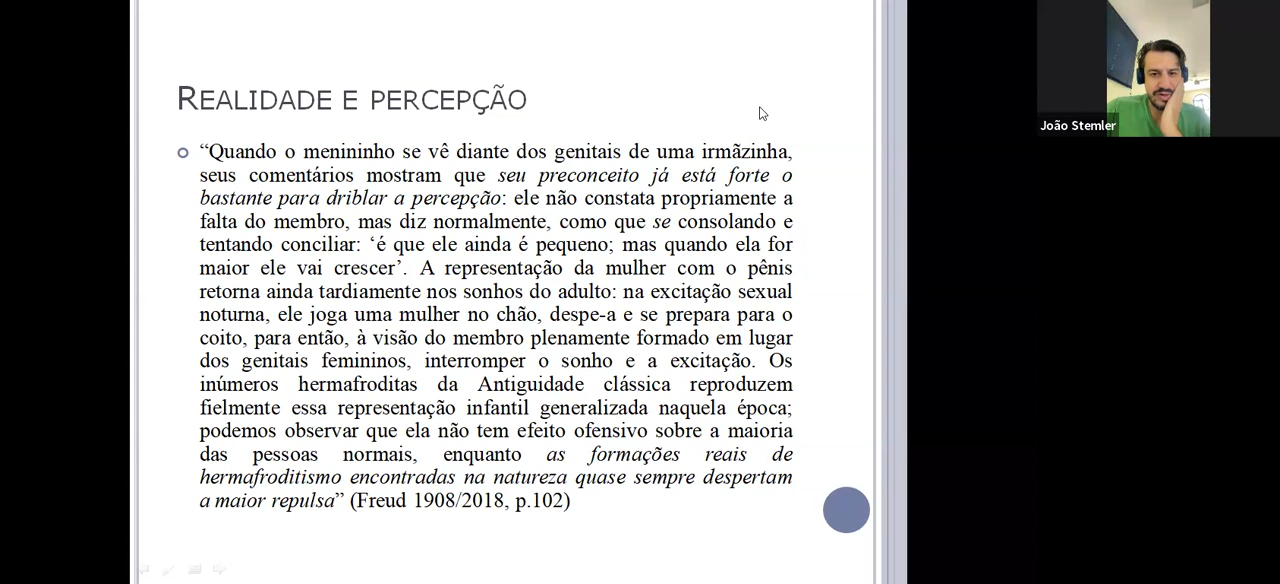 REALIDADE E PERCEPÇÃO
“Quando o menininho se vê diante dos genitais de uma irmãzinha,
seus comentários mostram que seu preconceito já está forte o
bastante para driblar a percepção: ele não constata propriamente a
falta do membro, mas diz normalmente, como que se consolando e
tentando conciliar: ‘é que ele ainda é pequeno; mas quando ela for
maior ele vai crescer’. A representação da mulher com o pênis
retorna ainda tardiamente nos sonhos do adulto: na excitação sexual
noturna, ele joga uma mulher no chão, despe-a e se prepara para o
coito, para então, à visão do membro plenamente formado em lugar
dos genitais femininos, interromper o sonho e a excitação. Os
inúmeros hermafroditas da Antiguidade clássica reproduzem
fielmente essa representação infantil generalizada naquela época;
podemos observar que ela não tem efeito ofensivo sobre a maioria
das pessoas normais, enquanto as formações reais de
hermafroditismo encontradas na natureza quase sempre despertam
a maior repulsa” (Freud 1908/2018, p.102)
João Stemler